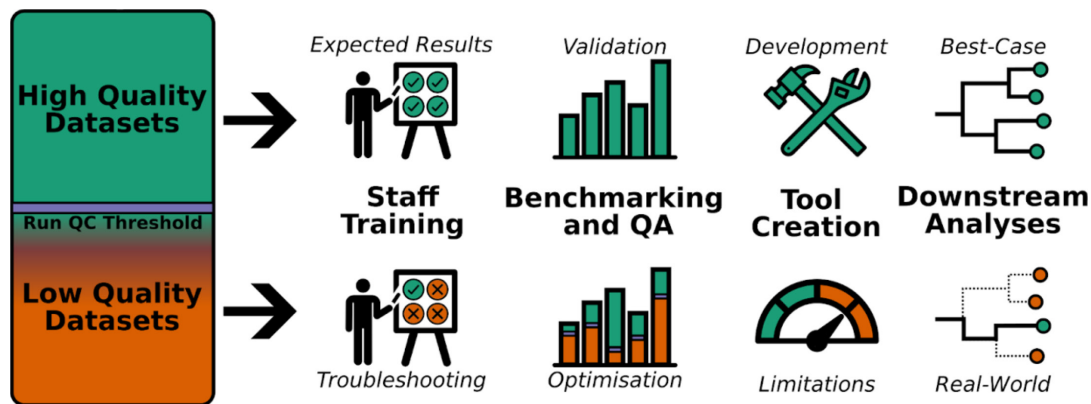 High Quality
Datasets
Run QC Threshold
Low Quality
Datasets
Expected Results
Validation
Development
Best-Case
Staff
Training
Benchmarking
and QA
Tool
Creation
Downstream
Analyses
Troubleshooting
Optimisation
Limitations
Real-World